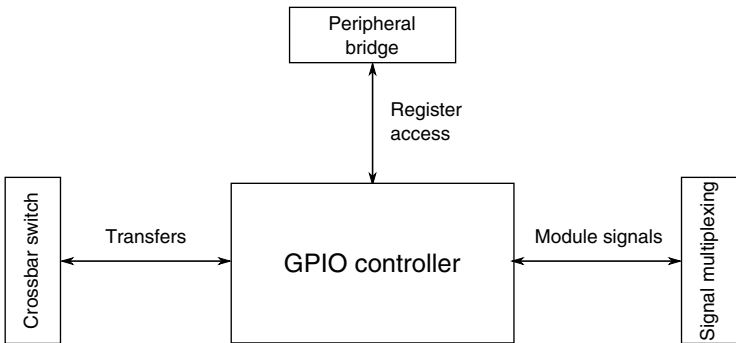 Peripheral
bridge
Register
access
Crossbar switch
Transfers
GPIO controller
Module signals
Signal multiplexing